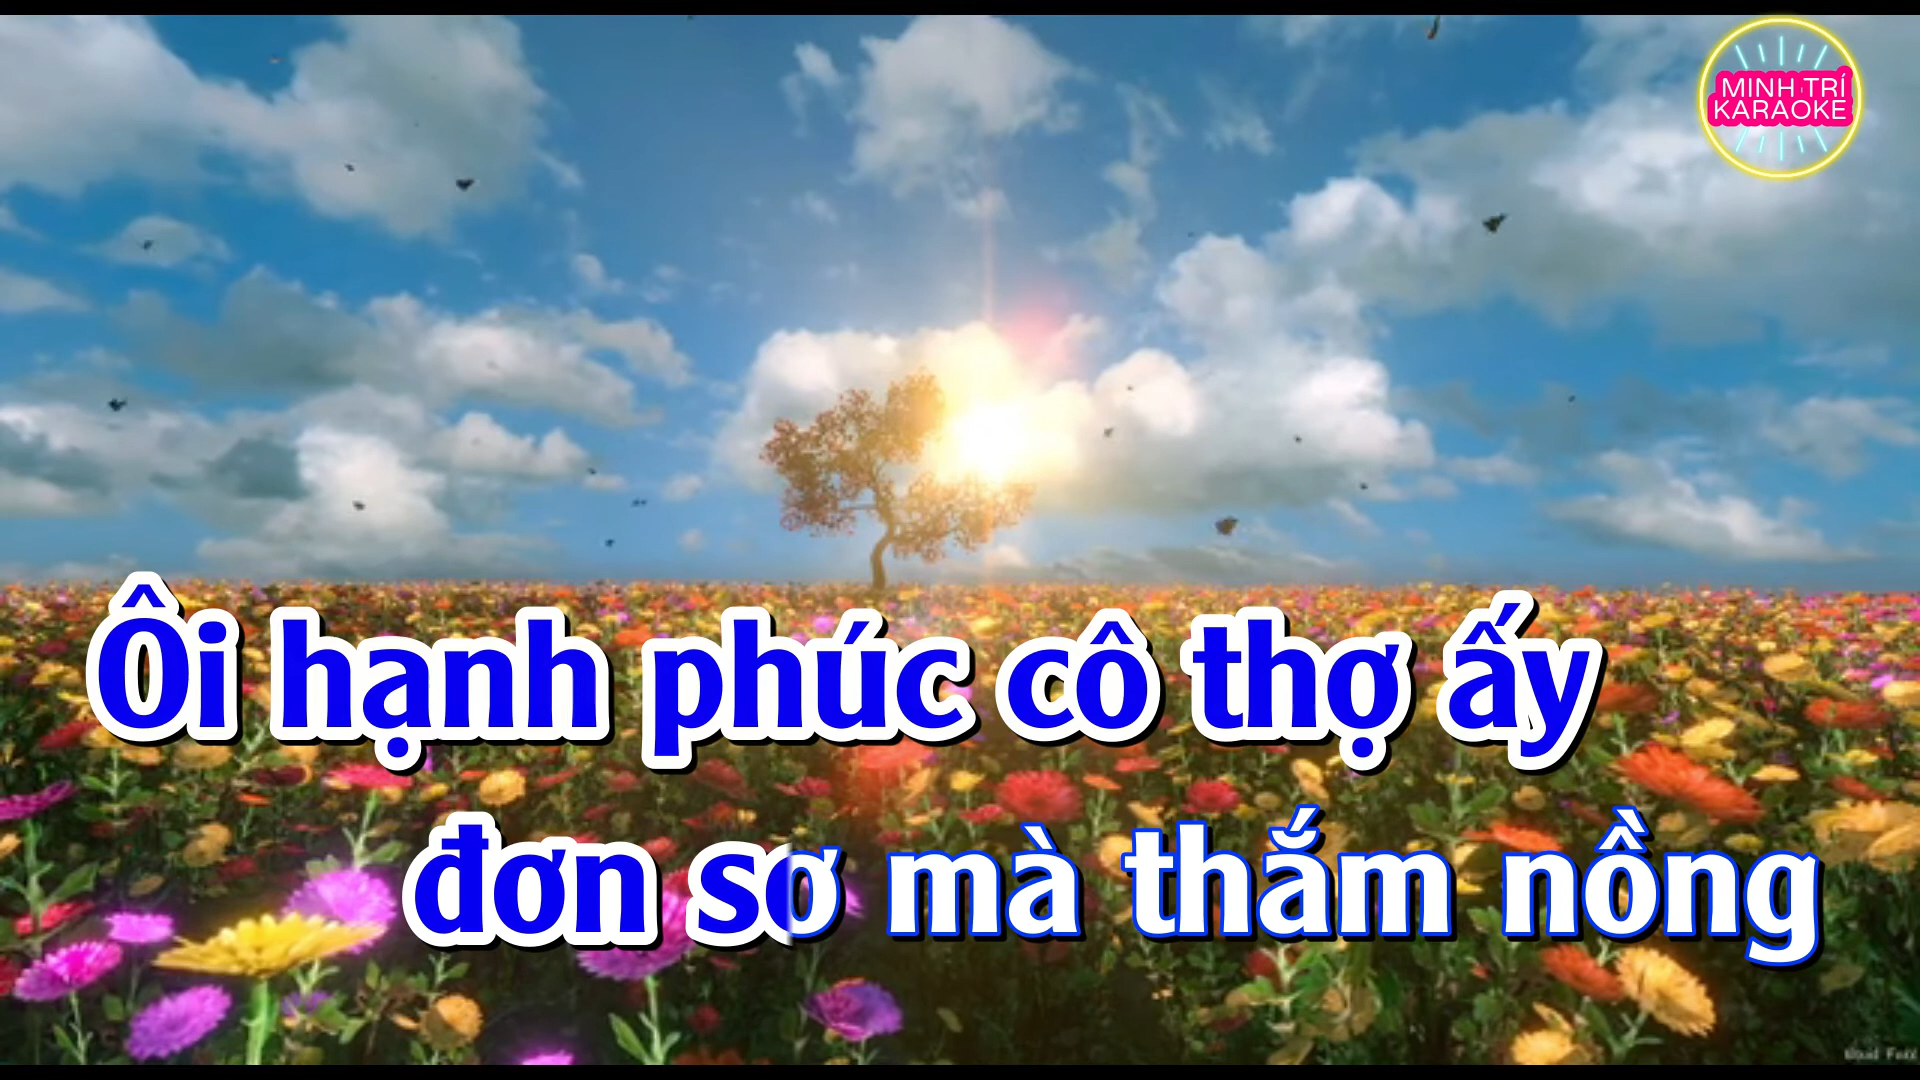 MINH TRÍ
KARAOKE
Ôi hạnh phúc cô thợ ấy
đơn sơ mà thắm nồng